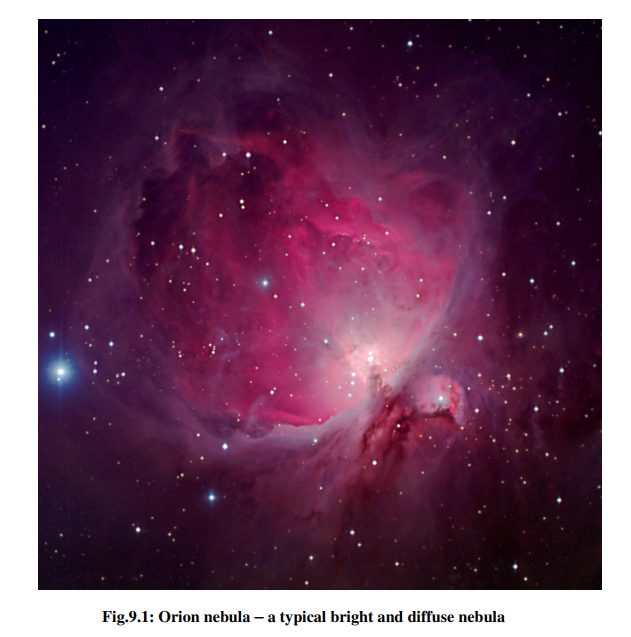 Fig.9.1: Orion nebula – a typical bright and diffuse nebula